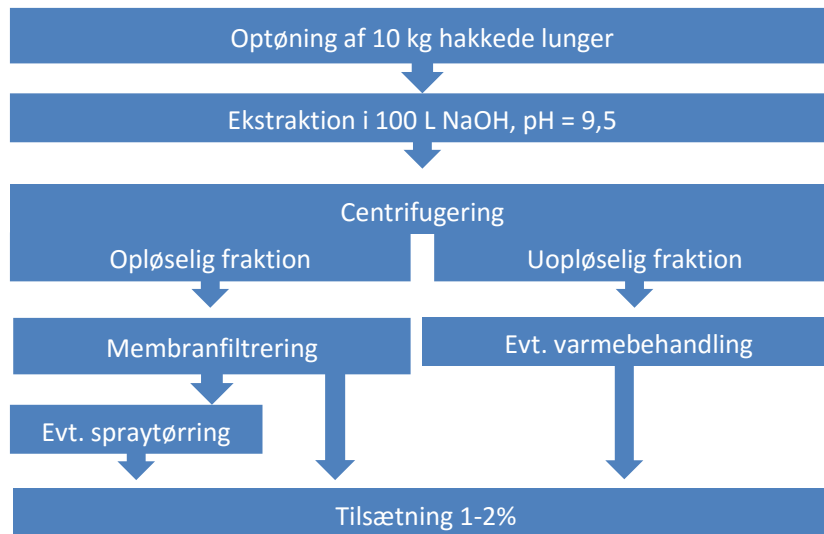 Optøning af 10 kg hakkede lunger
Ekstraktion i 100 L NaOH, pH = 9,5
Centrifugering
Opløselig fraktion
Uopløselig fraktion
Membranfiltrering
Evt. varmebehandling
Evt. spraytørring
Tilsætning 1-2%